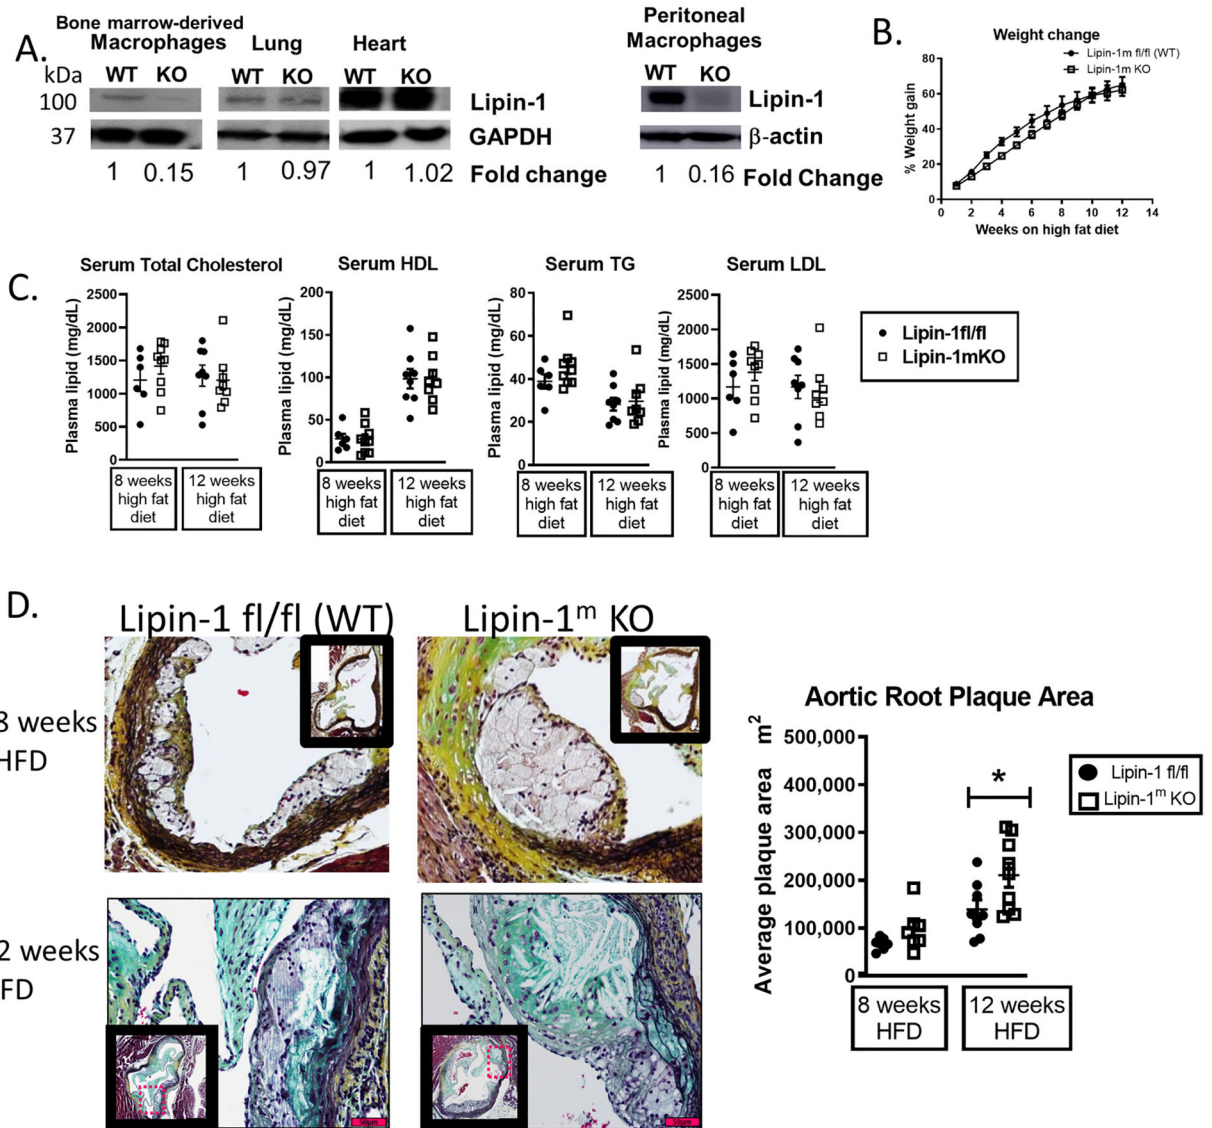 A.
Bone marrow-derived
Macrophages
Lung
Heart
kDa
WT KO WT KO WT KO
100
Lipin-1
37
GAPDH
1 0.15 1 0.97 1 1.02 Fold change
Peritoneal
Macrophages
WT KO
Lipin-1
β-actin
1 0.16 Fold Change
B.
Weight change
Lipin-1m fl/fl (WT)
Lipin-1m KO
% Weight gain
80
60
40
20
0
0 2 4 6 8 10 12 14
Weeks on high fat diet
C.
Serum Total Cholesterol
Plasma lipid (mg/dL)
2500
2000
1500
1000
500
0
8 weeks
high fat
diet
12 weeks
high fat
diet
Serum HDL
Plasma lipid (mg/dL)
200
150
100
50
0
8 weeks
high fat
diet
12 weeks
high fat
diet
Serum TG
Plasma lipid (mg/dL)
80
60
40
20
0
8 weeks
high fat
diet
12 weeks
high fat
diet
Serum LDL
Plasma lipid (mg/dL)
2500
2000
1500
1000
500
0
8 weeks
high fat
diet
12 weeks
high fat
diet
Lipin-1fl/fl
Lipin-1mKO
D.
Lipin-1 fl/fl (WT)
Lipin-1m KO
8 weeks
HFD
2 weeks
FD
50µm
50µm
Aortic Root Plaque Area
Average plaque area m2
500,000
400,000
300,000
200,000
100,000
0
*
Lipin-1 fl/fl
Lipin-1m KO
8 weeks
HFD
12 weeks
HFD